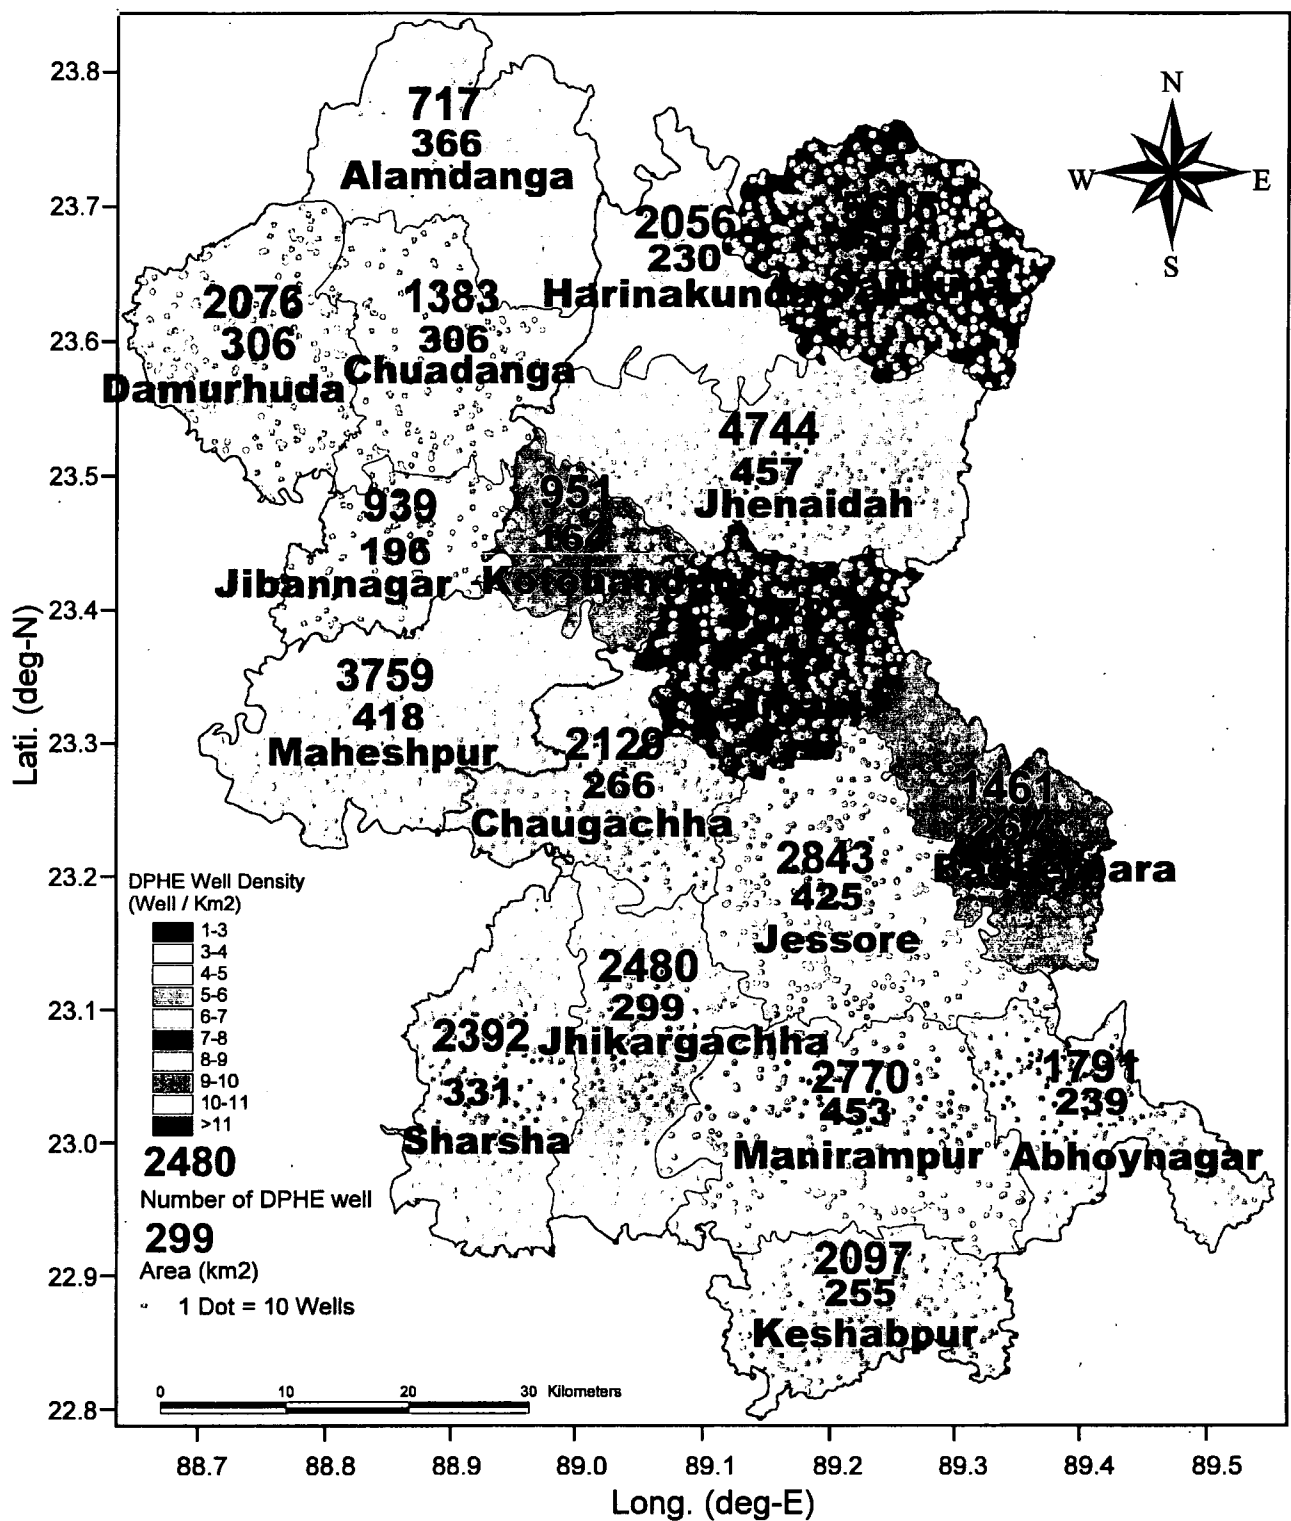 23.8
23.7
23.6
23.5
23.4
23.3
23.2
23.1
23.0
22.9
22.8
Lati. (deg-N)
N
W
E
S
717
366
Alamdanga
2056
230
2076
306
Damurhuda
1383
306
Chuadanga
4744
457
Jhenaidah
951
939
196
Jibannagar
3759
418
Maheshpur
2129
266
Chaugachha
1461
267
2843
425
Jessore
2480
299
Jhikargachha
2392
331
Sharsha
2770
453
Manirampur
1791
239
Abhoynagar
2097
255
Keshabpur
DPHE Well Density
(Well / Km2)
1-3
3-4
4-5
5-6
6-7
7-8
8-9
9-10
10-11
>11
2480
Number of DPHE well
299
Area (km2)
1 Dot = 10 Wells
0 10 20 30 Kilometers
88.7 88.8 88.9 89.0 89.1 89.2 89.3 89.4 89.5
Long. (deg-E)